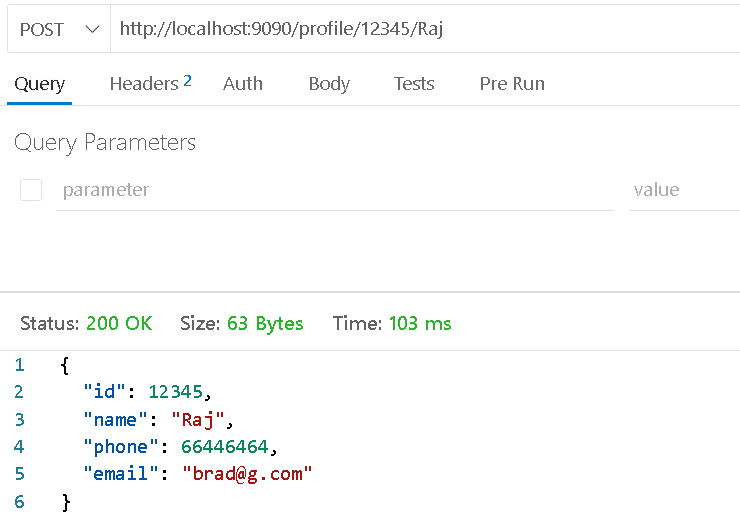 POST http://localhost:9090/profile/12345/Raj
Query Headers 2 Auth Body Tests Pre Run
Query Parameters
parameter value
Status: 200 OK Size: 63 Bytes Time: 103 ms
1 {
2 "id": 12345,
3 "name": "Raj",
4 "phone": 66446464,
5 "email": "brad@g.com"
6 }